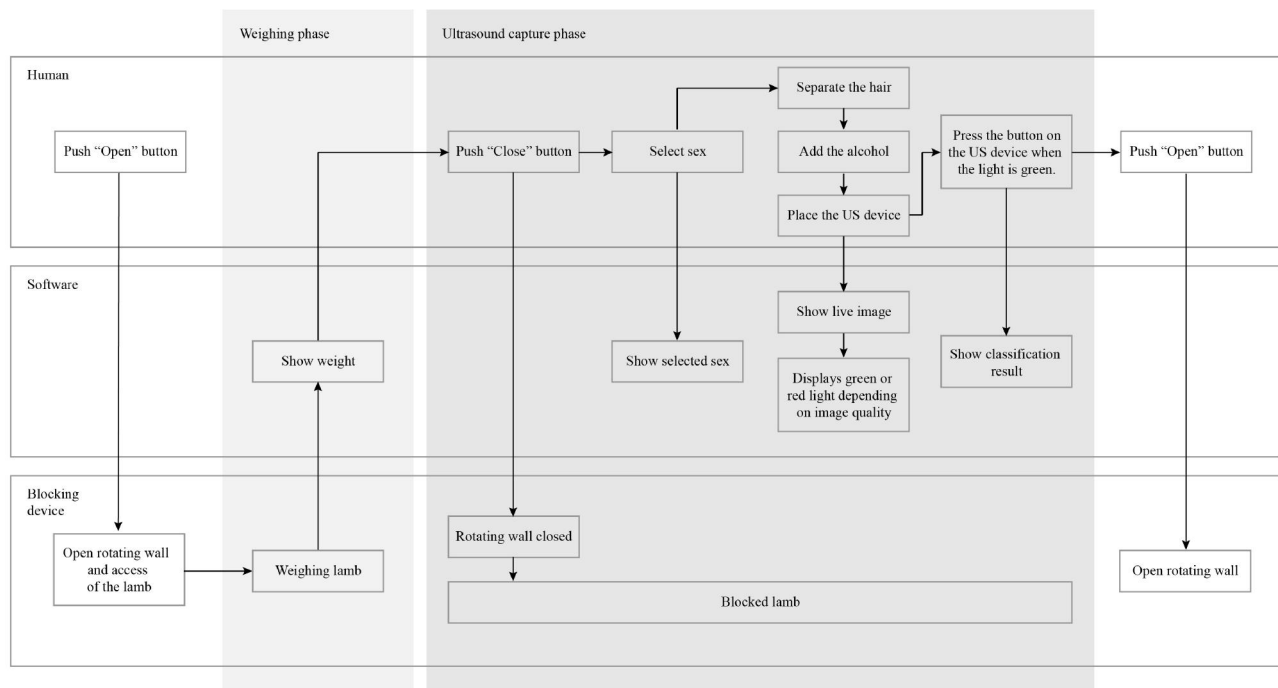 Weighing phase
Ultrasound capture phase
Human
Push “Open” button
Push “Close” button
Select sex
Separate the hair
Add the alcohol
Place the US device
Press the button on
the US device when
the light is green.
Push “Open” button
Software
Show weight
Show selected sex
Show live image
Displays green or
red light depending
on image quality
Show classification
result
Blocking
device
Open rotating wall
and access
of the lamb
Weighing lamb
Rotating wall closed
Blocked lamb
Open rotating wall